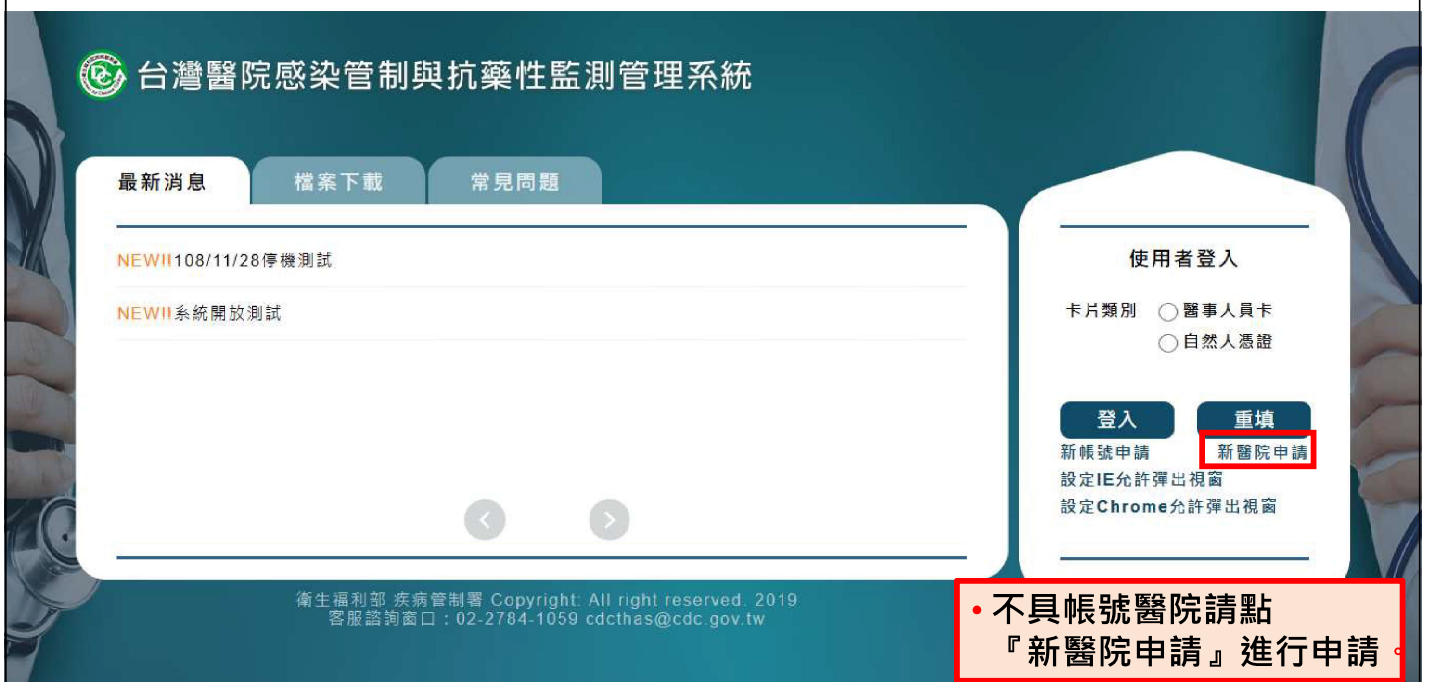 台灣醫院感染管制與抗藥性監測管理系統
最新消息
檔案下載
常見問題
NEW!!108/11/28停機測試
NEW!!系統開放測試
使用者登入
卡片類別 醫事人員卡
自然人憑證
登入 重填
新帳號申請 新醫院申請
設定IE允許彈出視窗
設定Chrome允許彈出視窗
衛生福利部 疾病管制署 Copyright: All right reserved. 2019
客服諮詢窗口：02-2784-1059 cdcthas@cdc.gov.tw
•不具帳號醫院請點
『新醫院申請』進行申請。